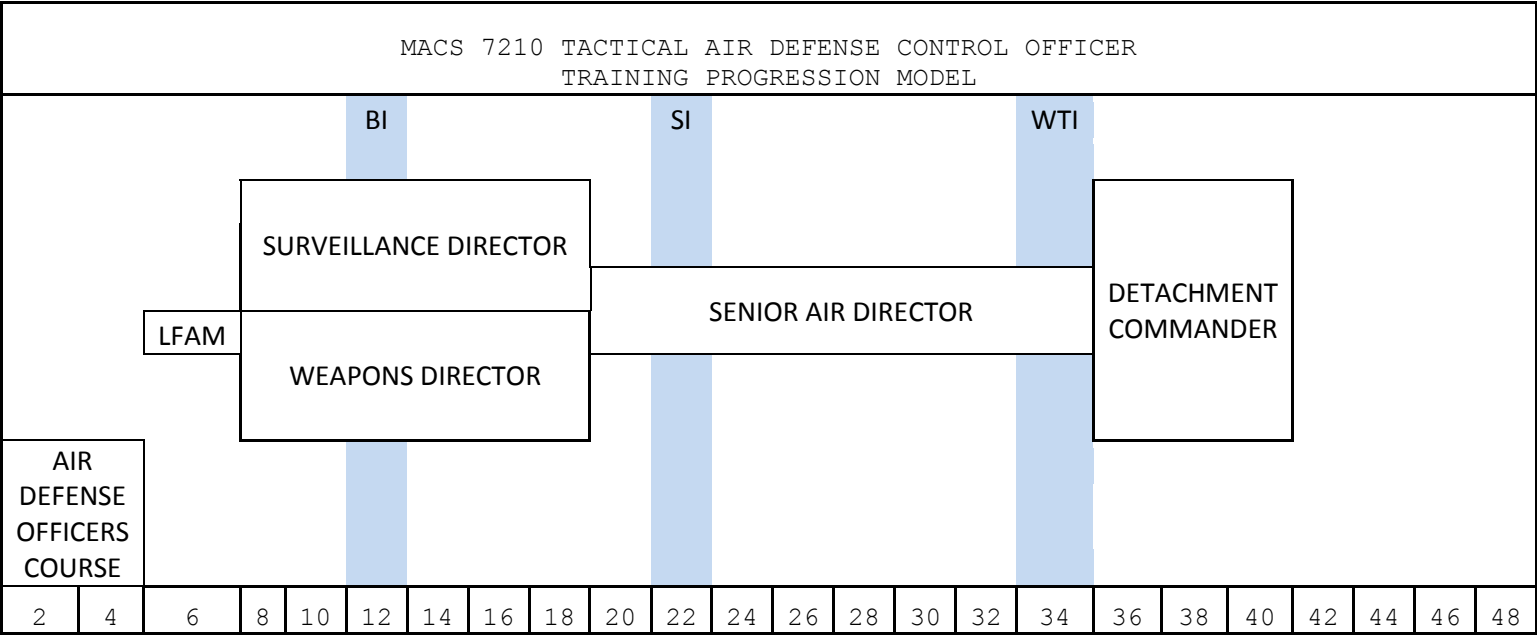 MACS 7210 TACTICAL AIR DEFENSE CONTROL OFFICER
TRAINING PROGRESSION MODEL
BI
SI
WTI
SURVEILLANCE DIRECTOR
SENIOR AIR DIRECTOR
DETACHMENT
COMMANDER
LFAM
WEAPONS DIRECTOR
AIR
DEFENSE
OFFICERS
COURSE
2 4 6 8 10 12 14 16 18 20 22 24 26 28 30 32 34 36 38 40 42 44 46 48